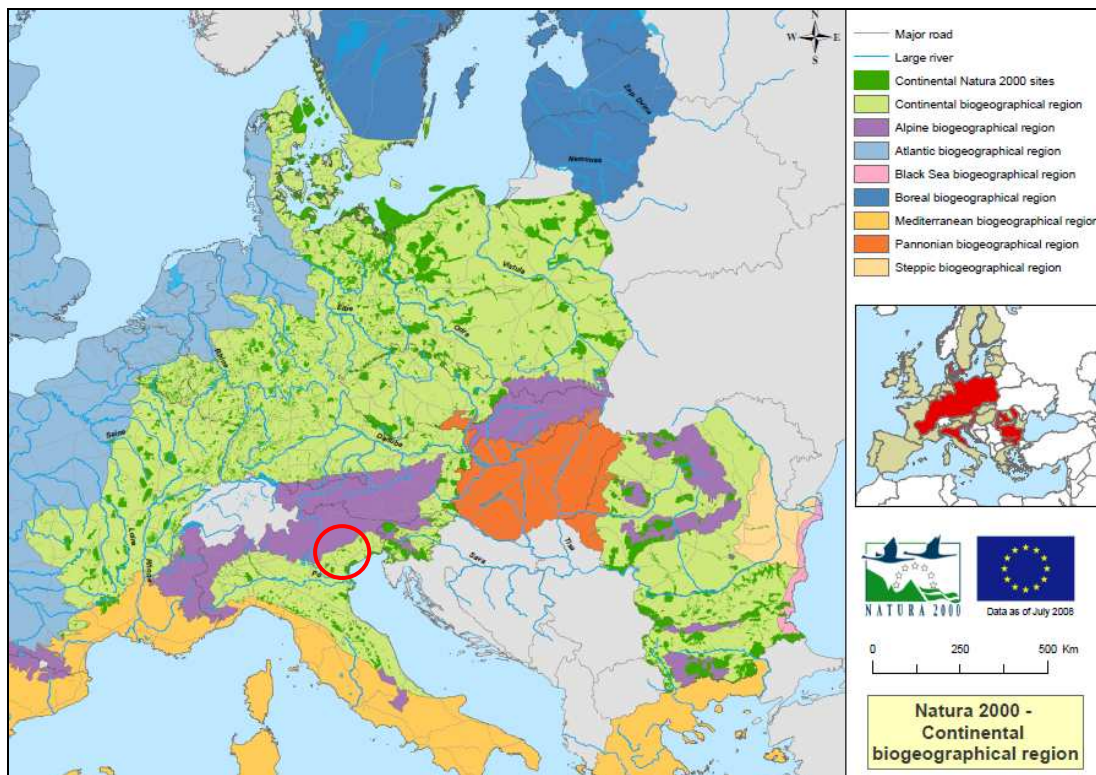 N
W E
S
Major road
Large river
Continental Natura 2000 sites
Continental biogeographical region
Alpine biogeographical region
Atlantic biogeographical region
Black Sea biogeographical region
Boreal biogeographical region
Mediterranean biogeographical region
Pannonian biogeographical region
Steppic biogeographical region
Zap. Dvina
Nemunas
Vistula
Elbe
Odra
Rhine
Seine
Danube
Loire
Rhone
Po
Sava
Tisa
NATURA 2000
Data as of July 2008
0 250 500 Km
Natura 2000 -
Continental
biogeographical region